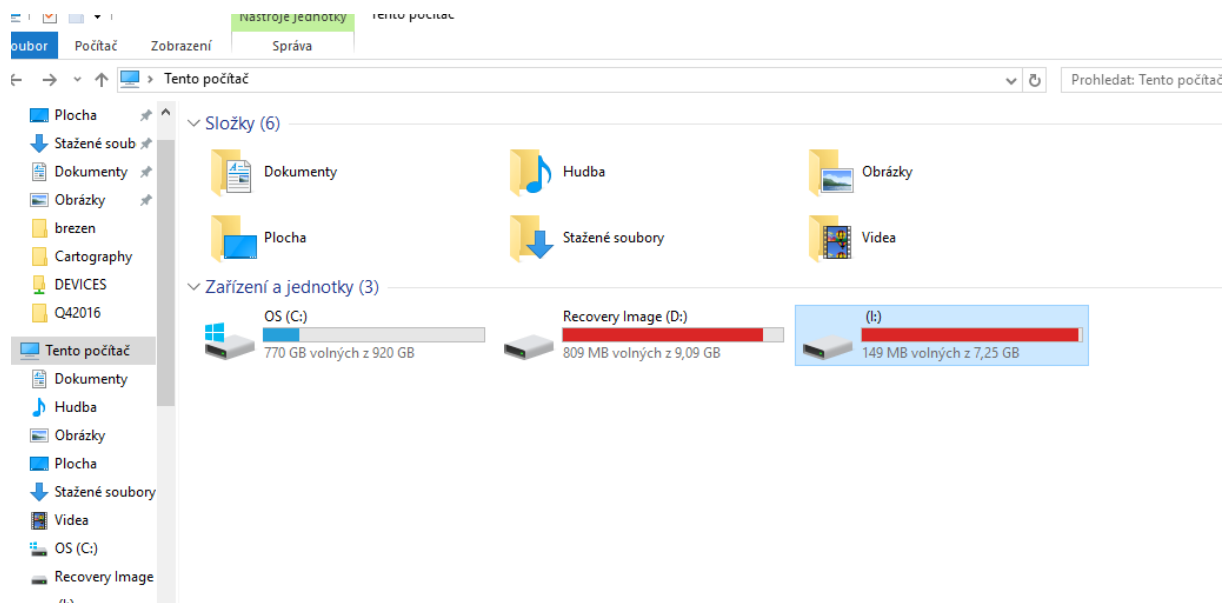 Nástroje jednotky Tento počítač
oubor Počítač Zobrazení Správa
Tento počítač Prohledat: Tento počítač
Plocha
Stažené soub
Dokumenty
Obrázky
brezen
Cartography
DEVICES
Q42016
Tento počítač
Dokumenty
Hudba
Obrázky
Plocha
Stažené soubory
Videa
OS (C:)
Recovery Image
(I:)
Složky (6)
Dokumenty Hudba Obrázky
Plocha Stažené soubory Videa
Zařízení a jednotky (3)
OS (C:) Recovery Image (D:) (I:)
770 GB volných z 920 GB 809 MB volných z 9,09 GB 149 MB volných z 7,25 GB